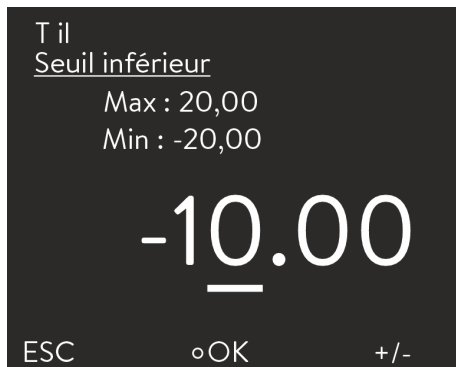 T il
Seuil inférieur
Max : 20,00
Min : -20,00
-10.00
ESC ○OK +/-